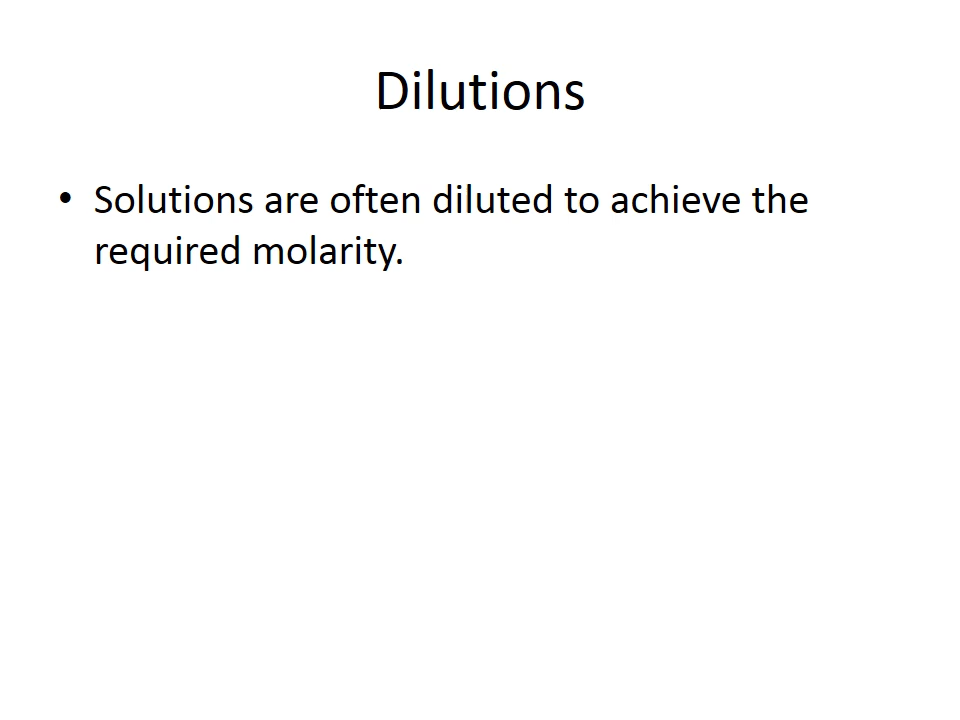 Dilutions
• Solutions are often diluted to achieve the
required molarity.